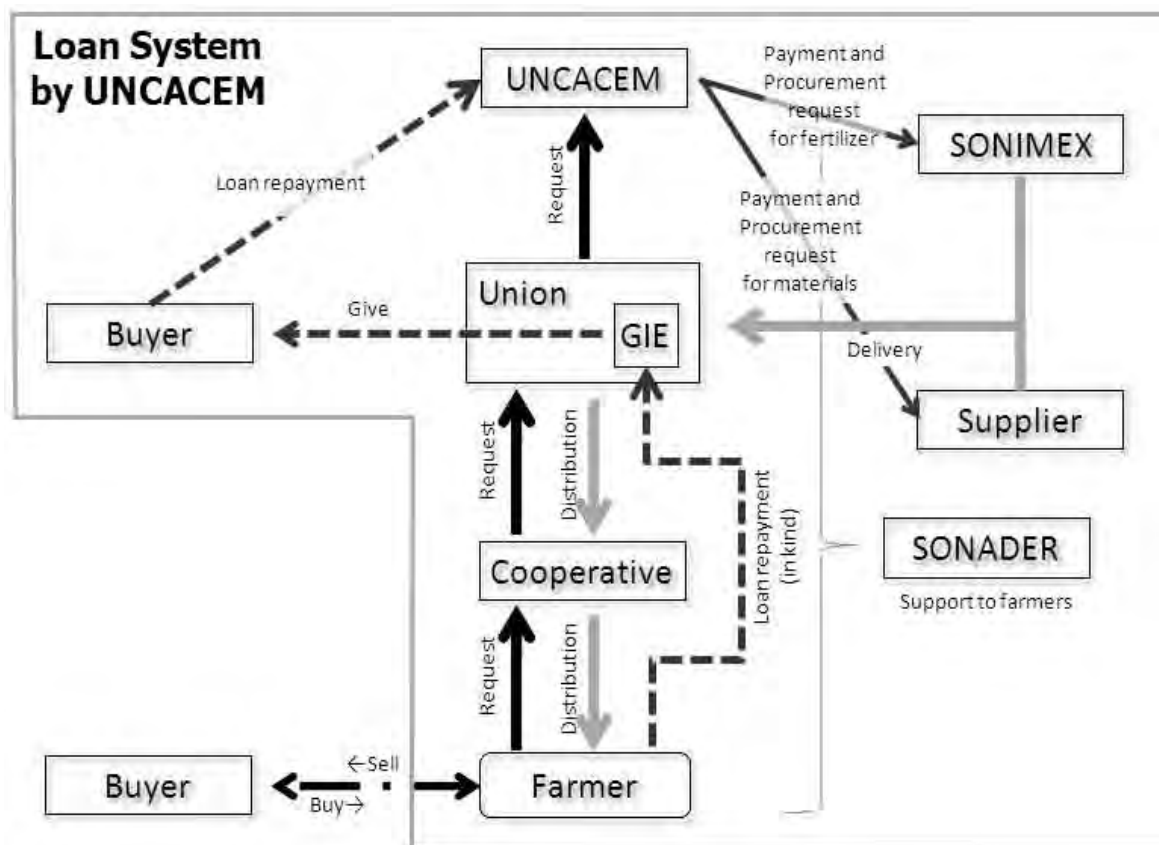 Loan System
by UNCACEM
UNCACEM
Payment and
Procurement
request
for fertilizer
SONIMEX
Loan repayment
Request
Payment and
Procurement
request
for materials
Union
GIE
Give
Buyer
Delivery
Supplier
Request
Distribution
Loan repayment
(in kind)
Cooperative
SONADER
Support to farmers
Request
Distribution
Buyer
←Sell
Buy→
Farmer